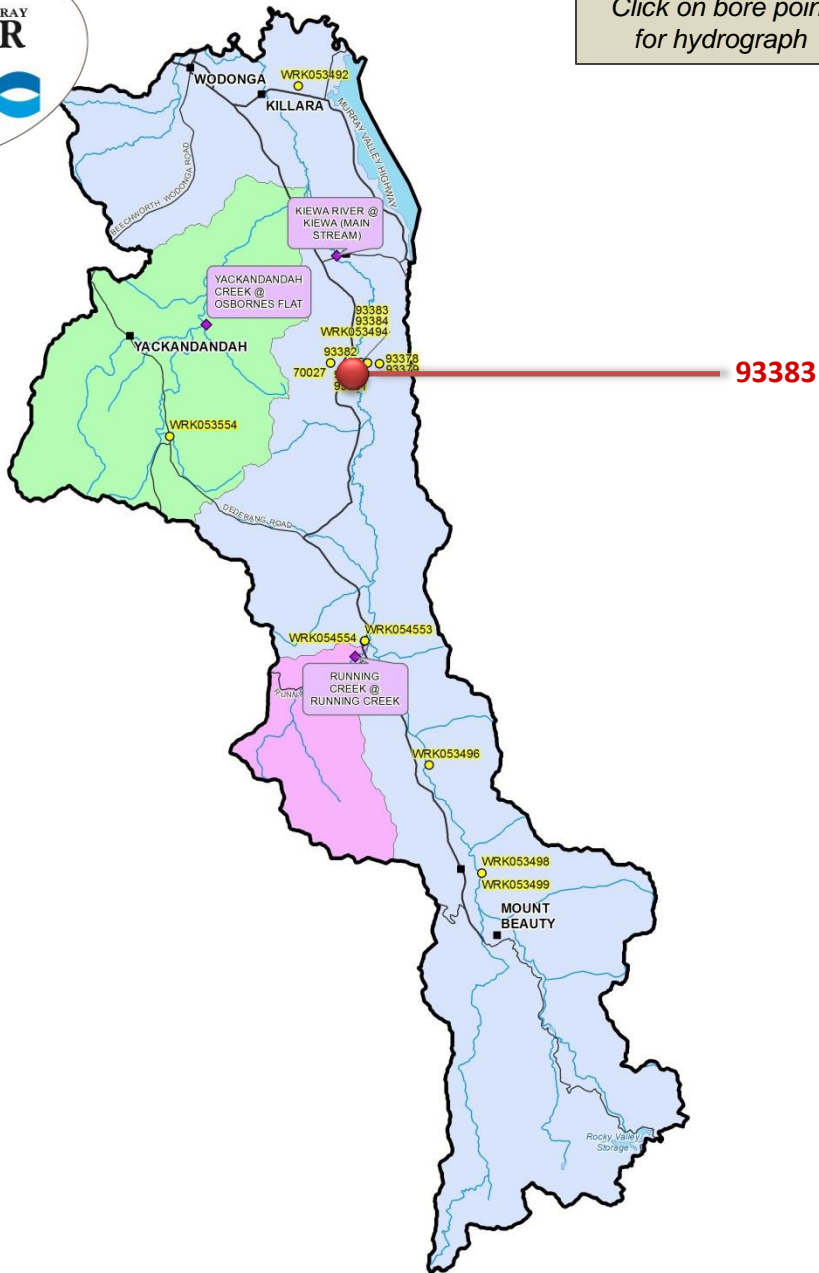 RRAY
R
Click on bore poin
for hydrograph
WODONGA
WRK053492
KILLARA
MURRAY VALLEY HIGHWAY
BEECHWORTH WODONGA ROAD
KIEWA RIVER @
KIEWA (MAIN
STREAM)
YACKANDANDAH
CREEK @
OSBORNES FLAT
93383
93384
WRK053494
YACKANDANDAH
93382
93378
70027
93379
93383
WRK053554
DEDERANG ROAD
WRK054554
WRK054553
RUNNING
CREEK @
RUNNING CREEK
WRK053496
WRK053498
WRK053499
MOUNT
BEAUTY
Rocky Valley
Storage